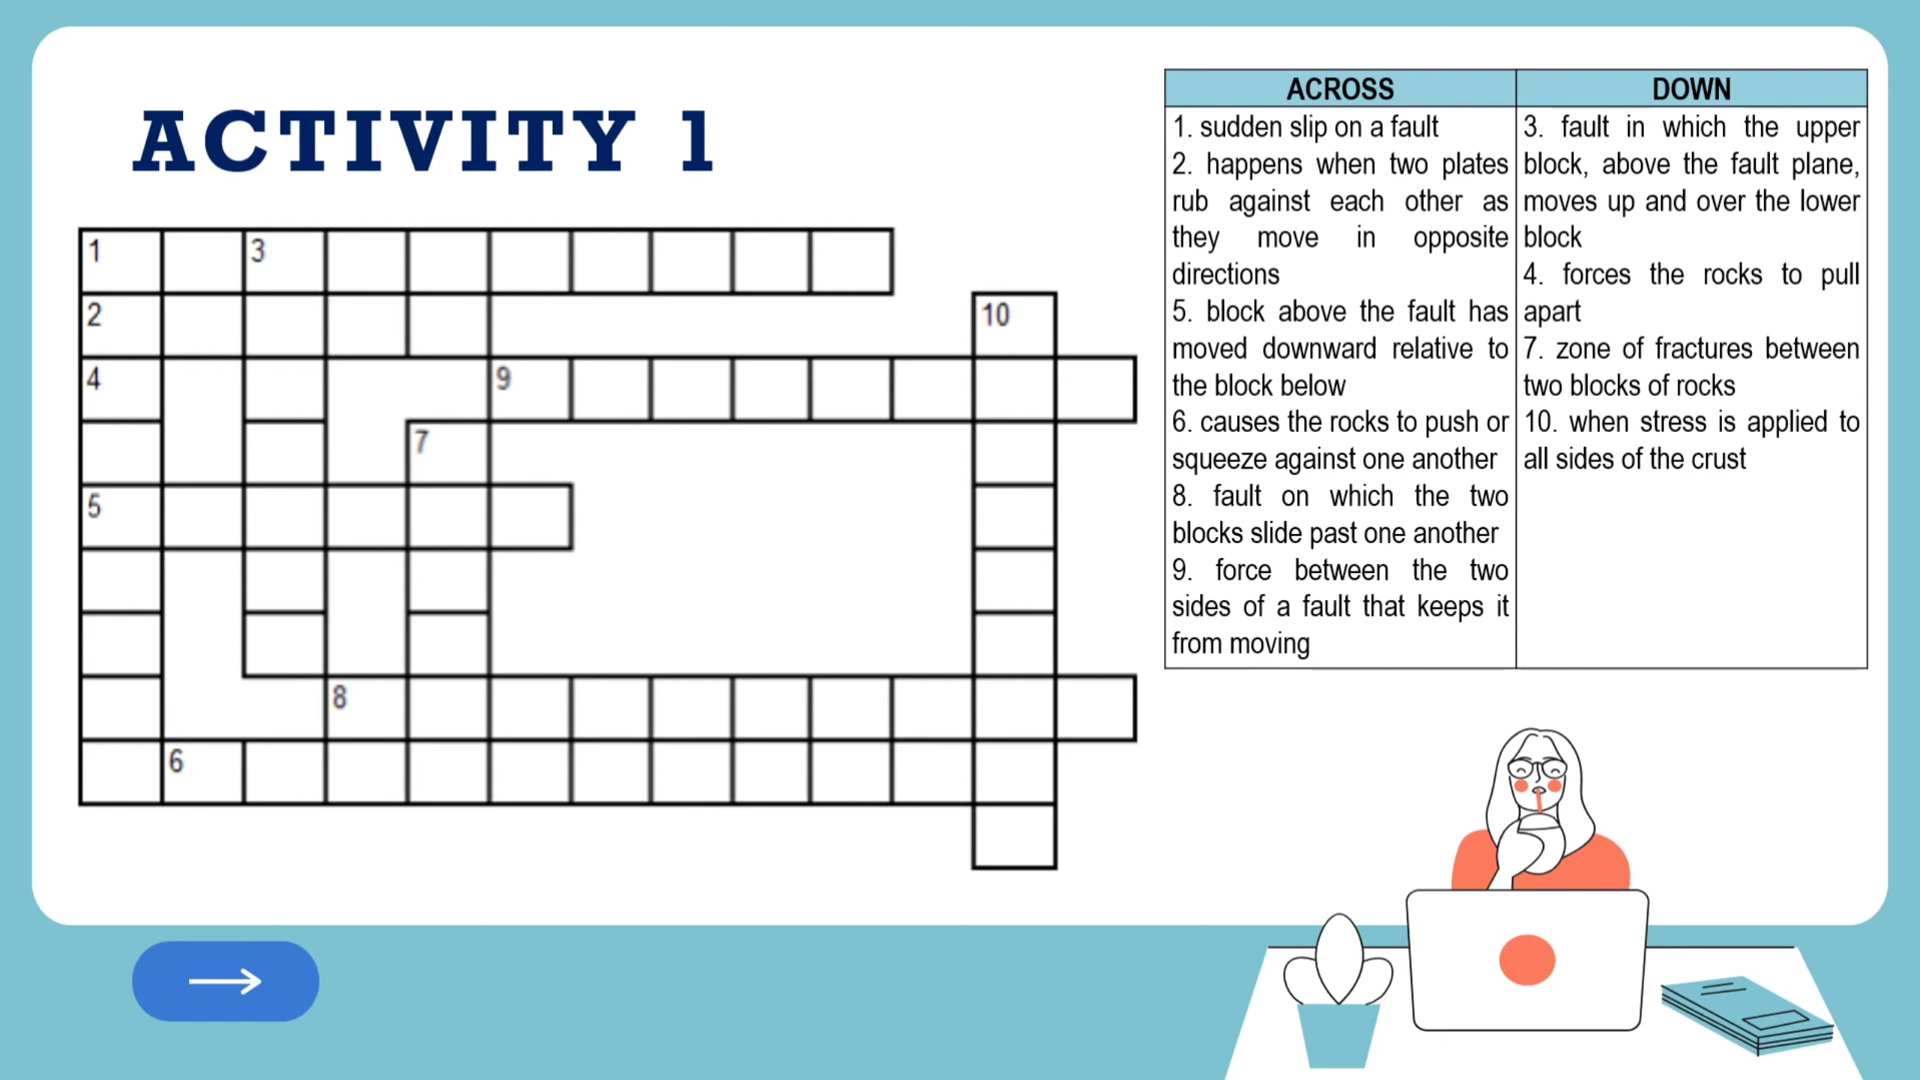 ACTIVITY 1
1
3
2
10
4
9
7
5
8
6
ACROSS
1. sudden slip on a fault
2. happens when two plates
rub against each other as
they move in opposite
directions
5. block above the fault has
moved downward relative to
the block below
6. causes the rocks to push or
squeeze against one another
8. fault on which the two
blocks slide past one another
9. force between the two
sides of a fault that keeps it
from moving
DOWN
3. fault in which the upper
block, above the fault plane,
moves up and over the lower
block
4. forces the rocks to pull
apart
7. zone of fractures between
two blocks of rocks
10. when stress is applied to
all sides of the crust